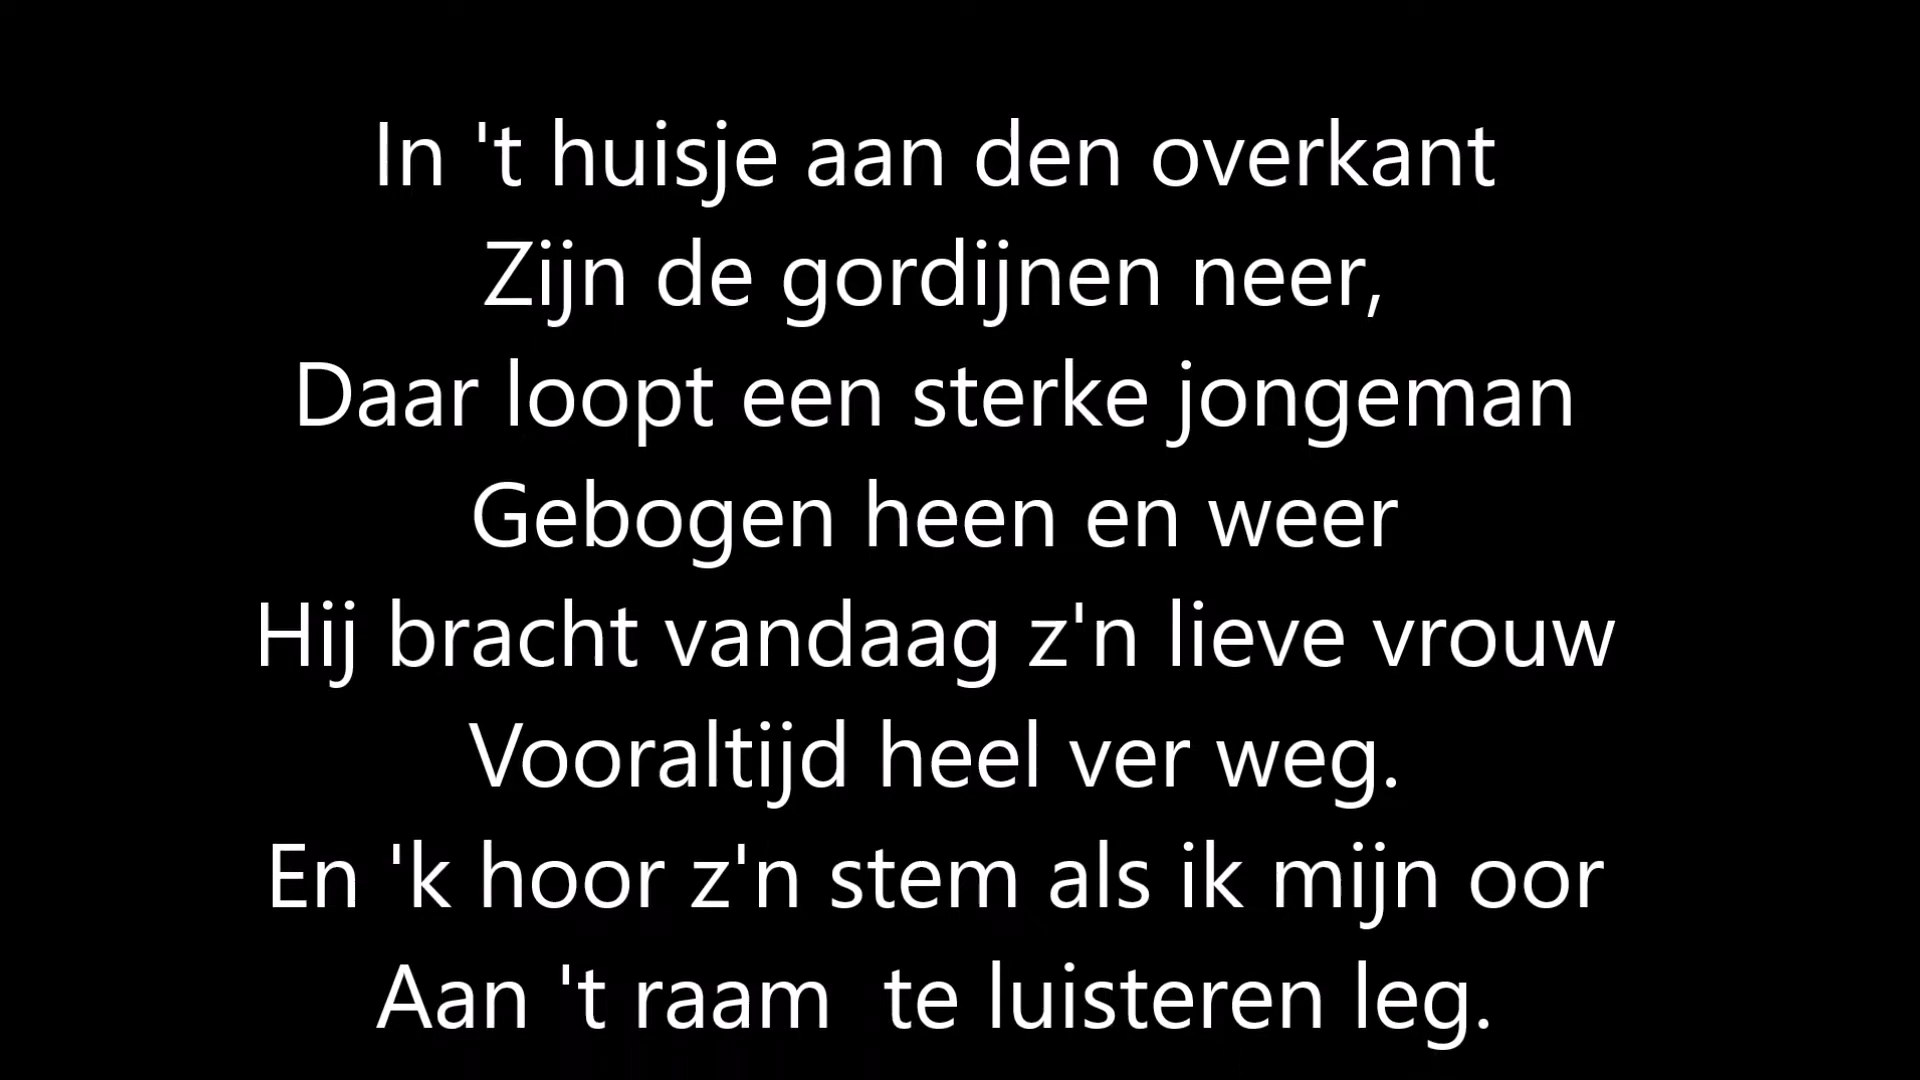 In 't huisje aan den overkant
Zijn de gordijnen neer,
Daar loopt een sterke jongeman
Gebogen heen en weer
Hij bracht vandaag z'n lieve vrouw
Vooraltijd heel ver weg.
En 'k hoor z'n stem als ik mijn oor
Aan 't raam  te luisteren leg.